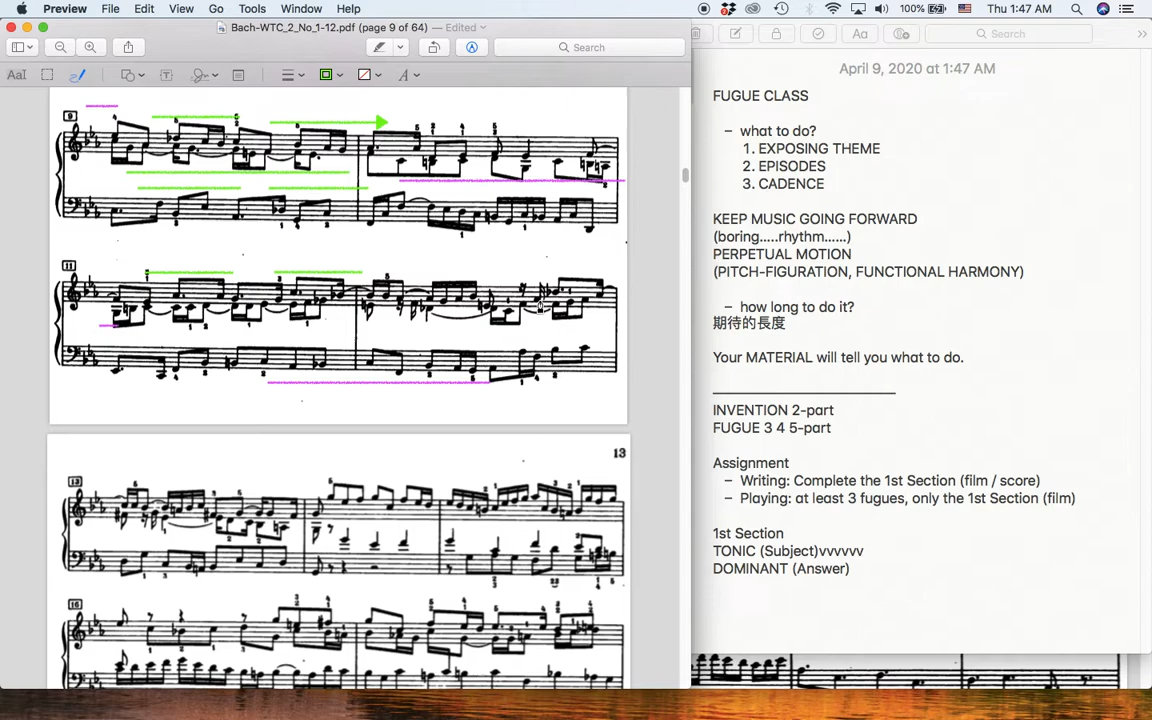 Preview File Edit View Go Tools Window Help 100% Thu 1:47 AM
Bach-WTC_2_No_1-12.pdf (page 9 of 64) — Edited
Search
Aa Search
AaI T A
April 9, 2020 at 1:47 AM
FUGUE CLASS
– what to do?
1. EXPOSING THEME
2. EPISODES
3. CADENCE
KEEP MUSIC GOING FORWARD
(boring.....rhythm......)
PERPETUAL MOTION
(PITCH-FIGURATION, FUNCTIONAL HARMONY)
– how long to do it?
期待的長度
Your MATERIAL will tell you what to do.
INVENTION 2-part
FUGUE 3 4 5-part
Assignment
– Writing: Complete the 1st Section (film / score)
– Playing: at least 3 fugues, only the 1st Section (film)
1st Section
TONIC (Subject)vvvvvv
DOMINANT (Answer)
9
11
13
13
16